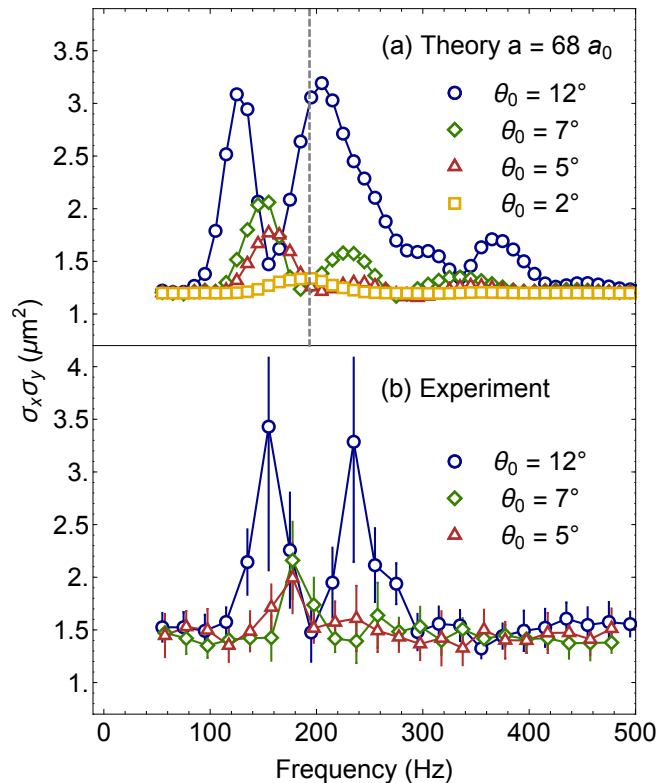 3.5
3.
2.5
2.
1.5
1.
(a) Theory a = 68 a₀
θ₀ = 12°
θ₀ = 7°
θ₀ = 5°
θ₀ = 2°
σₓσᵧ (μm²)
4.
3.5
3.
2.5
2.
1.5
1.
(b) Experiment
θ₀ = 12°
θ₀ = 7°
θ₀ = 5°
0 100 200 300 400 500
Frequency (Hz)